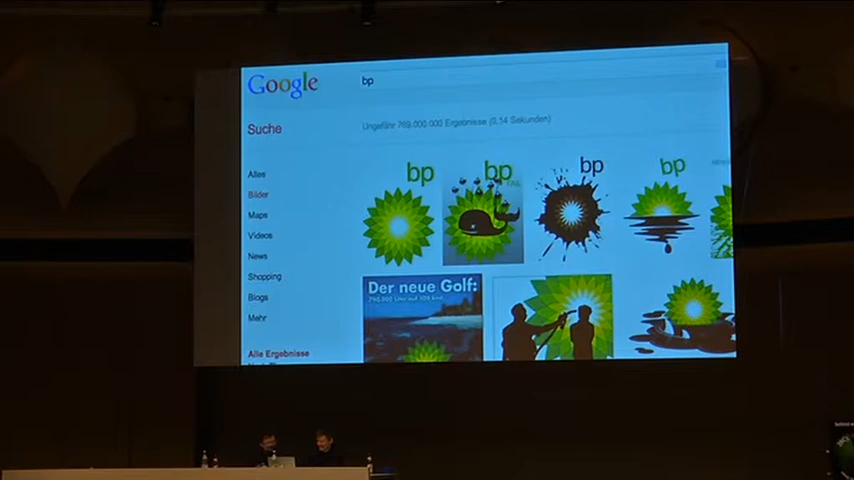 Google
bp
Suche
Ungefähr 769.000.000 Ergebnisse (0,14 Sekunden)
Alles
Bilder
Maps
Videos
News
Shopping
Blogs
Mehr
Alle Ergebnisse
bp
bp
FAIL
bp
bp
Der neue Golf: